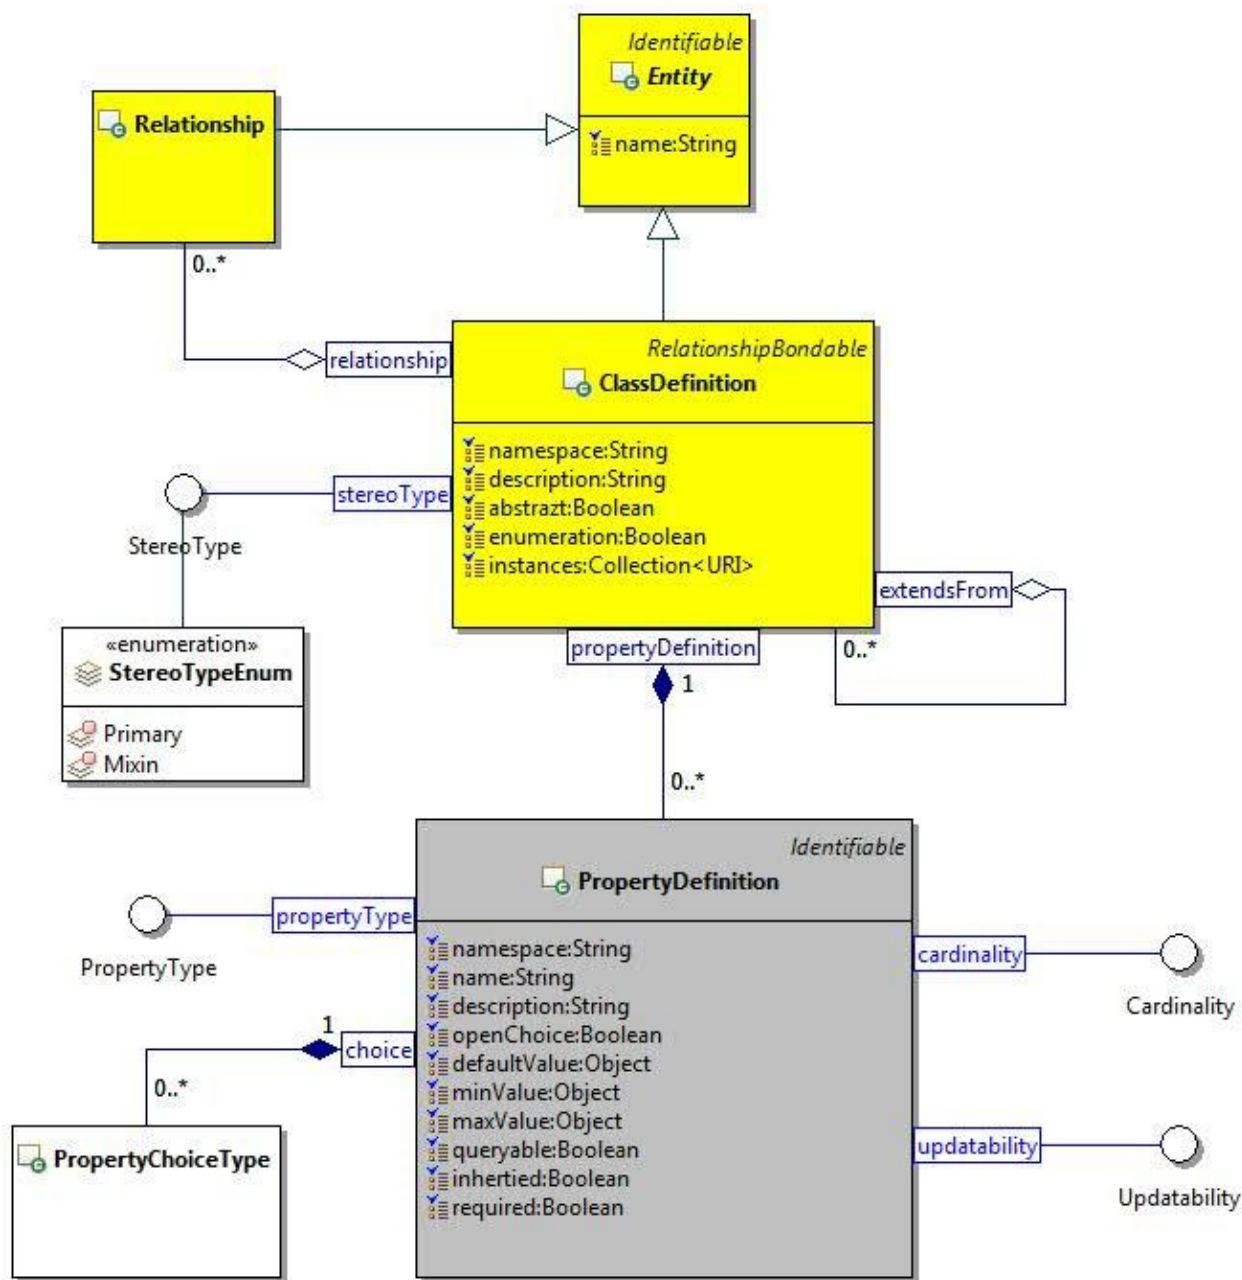 Identifiable
Entity
name:String
Relationship
0..*
relationship
RelationshipBondable
ClassDefinition
namespace:String
description:String
abstrazt:Boolean
enumeration:Boolean
instances:Collection<URI>
stereoType
StereoType
extendsFrom
0..*
«enumeration»
StereoTypeEnum
Primary
Mixin
propertyDefinition
1
0..*
Identifiable
PropertyDefinition
namespace:String
name:String
description:String
openChoice:Boolean
defaultValue:Object
minValue:Object
maxValue:Object
queryable:Boolean
inhertied:Boolean
required:Boolean
propertyType
PropertyType
cardinality
Cardinality
1
choice
0..*
PropertyChoiceType
updatability
Updatability